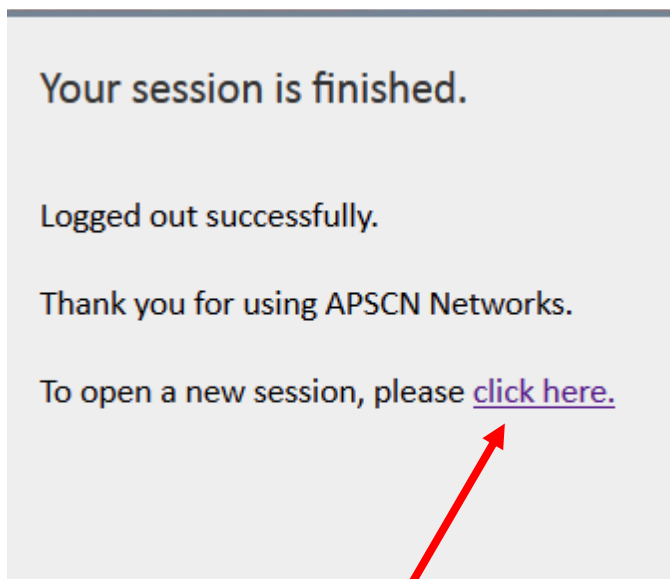 Your session is finished.
Logged out successfully.
Thank you for using APSCN Networks.
To open a new session, please click here.